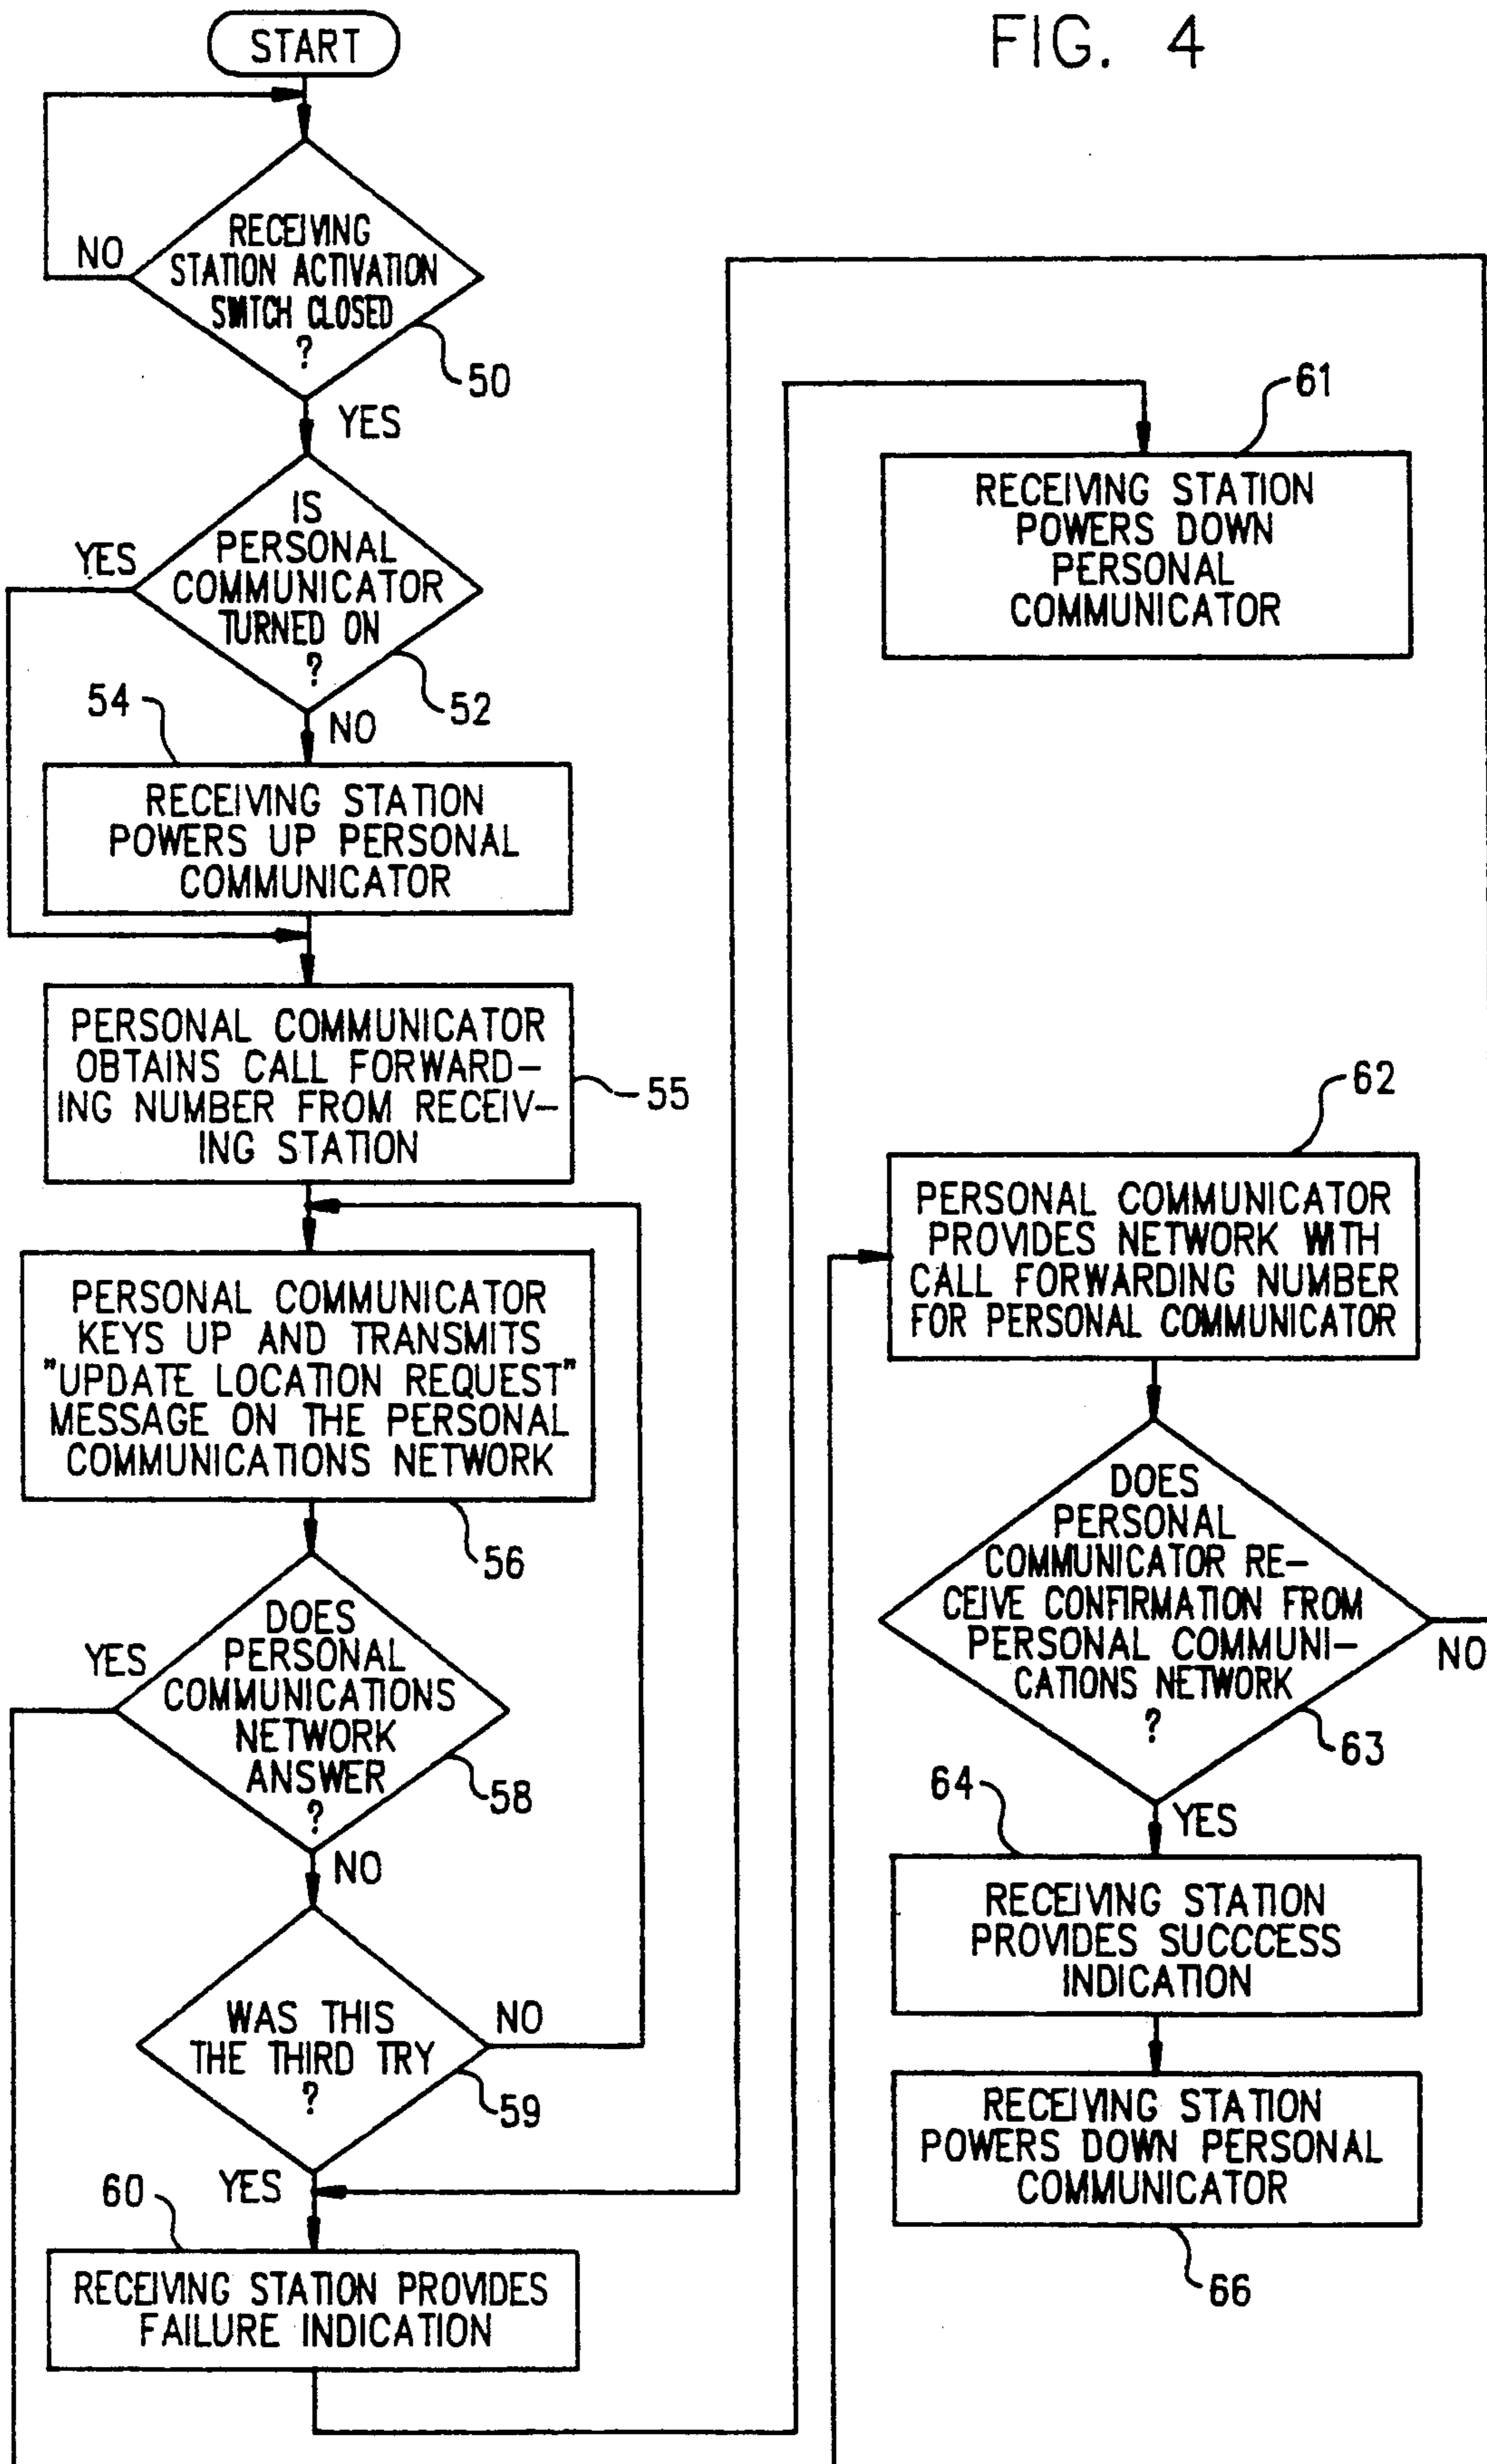 FIG. 4
START
RECEIVING
STATION ACTIVATION
SWITCH CLOSED
?
NO
50
YES
IS
PERSONAL
COMMUNICATOR
TURNED ON
?
YES
52
NO
54
RECEIVING STATION
POWERS UP PERSONAL
COMMUNICATOR
PERSONAL COMMUNICATOR
OBTAINS CALL FORWARD-
ING NUMBER FROM RECEIV-
ING STATION
55
PERSONAL COMMUNICATOR
KEYS UP AND TRANSMITS
"UPDATE LOCATION REQUEST"
MESSAGE ON THE PERSONAL
COMMUNICATIONS NETWORK
56
DOES
PERSONAL
COMMUNICATIONS
NETWORK
ANSWER
?
YES
58
NO
WAS THIS
THE THIRD TRY
?
NO
59
YES
60
RECEIVING STATION PROVIDES
FAILURE INDICATION
61
RECEIVING STATION
POWERS DOWN
PERSONAL
COMMUNICATOR
62
PERSONAL COMMUNICATOR
PROVIDES NETWORK WITH
CALL FORWARDING NUMBER
FOR PERSONAL COMMUNICATOR
DOES
PERSONAL
COMMUNICATOR RE-
CEIVE CONFIRMATION FROM
PERSONAL COMMUNI-
CATIONS NETWORK
?
NO
63
YES
64
RECEIVING STATION
PROVIDES SUCCCESS
INDICATION
RECEIVING STATION
POWERS DOWN PERSONAL
COMMUNICATOR
66